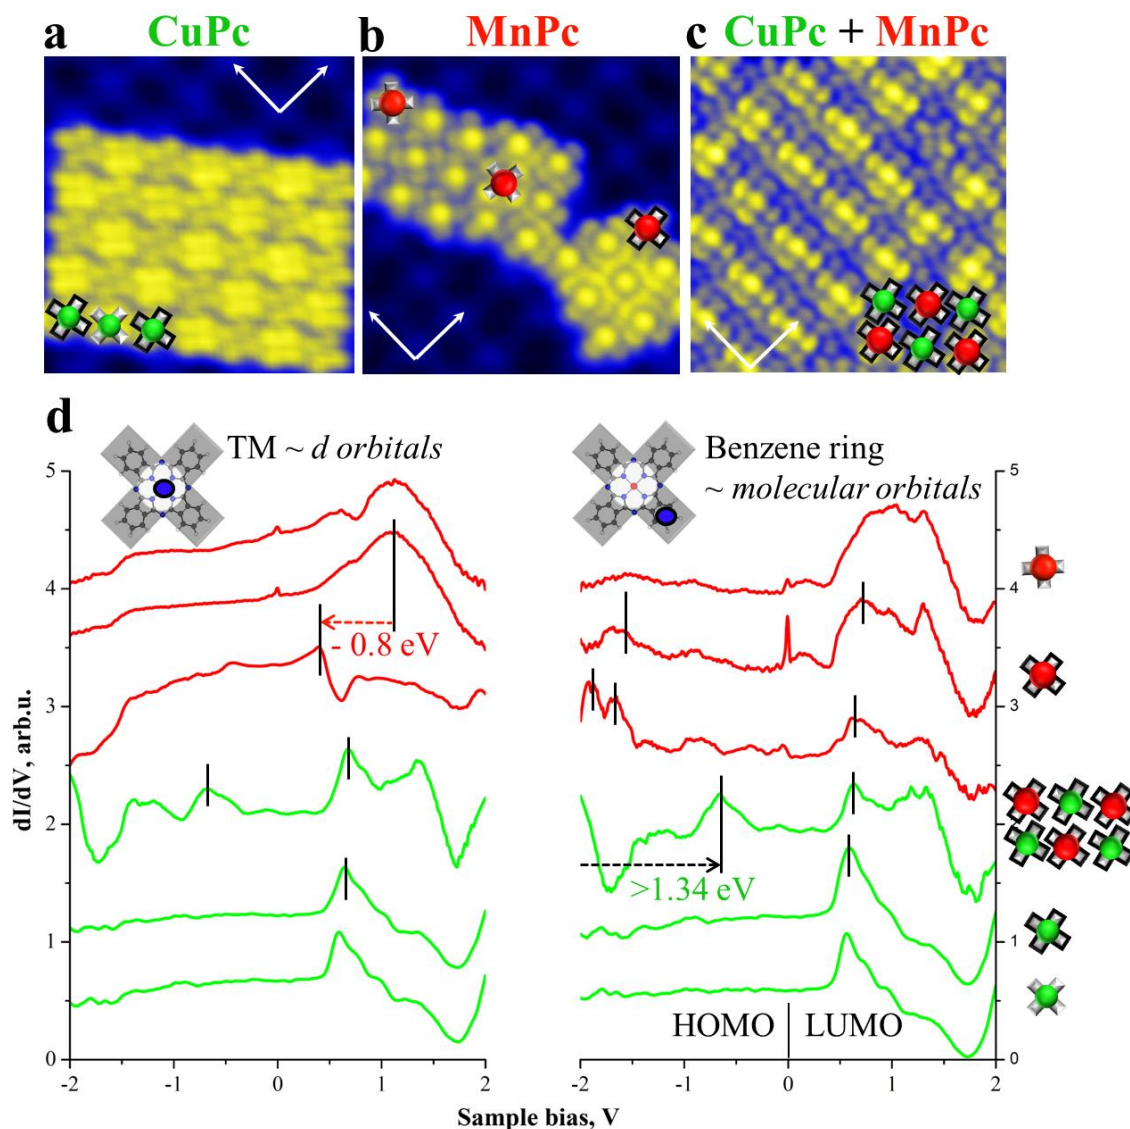 a CuPc
b MnPc
c CuPc + MnPc
d
TM ~ d orbitals
Benzene ring
~ molecular orbitals
5
4
3
2
1
0
- 0.8 eV
>1.34 eV
HOMO | LUMO
5
4
3
2
1
0
-2 -1 0 1 2
-2 -1 0 1 2
dI/dV, arb.u.
Sample bias, V